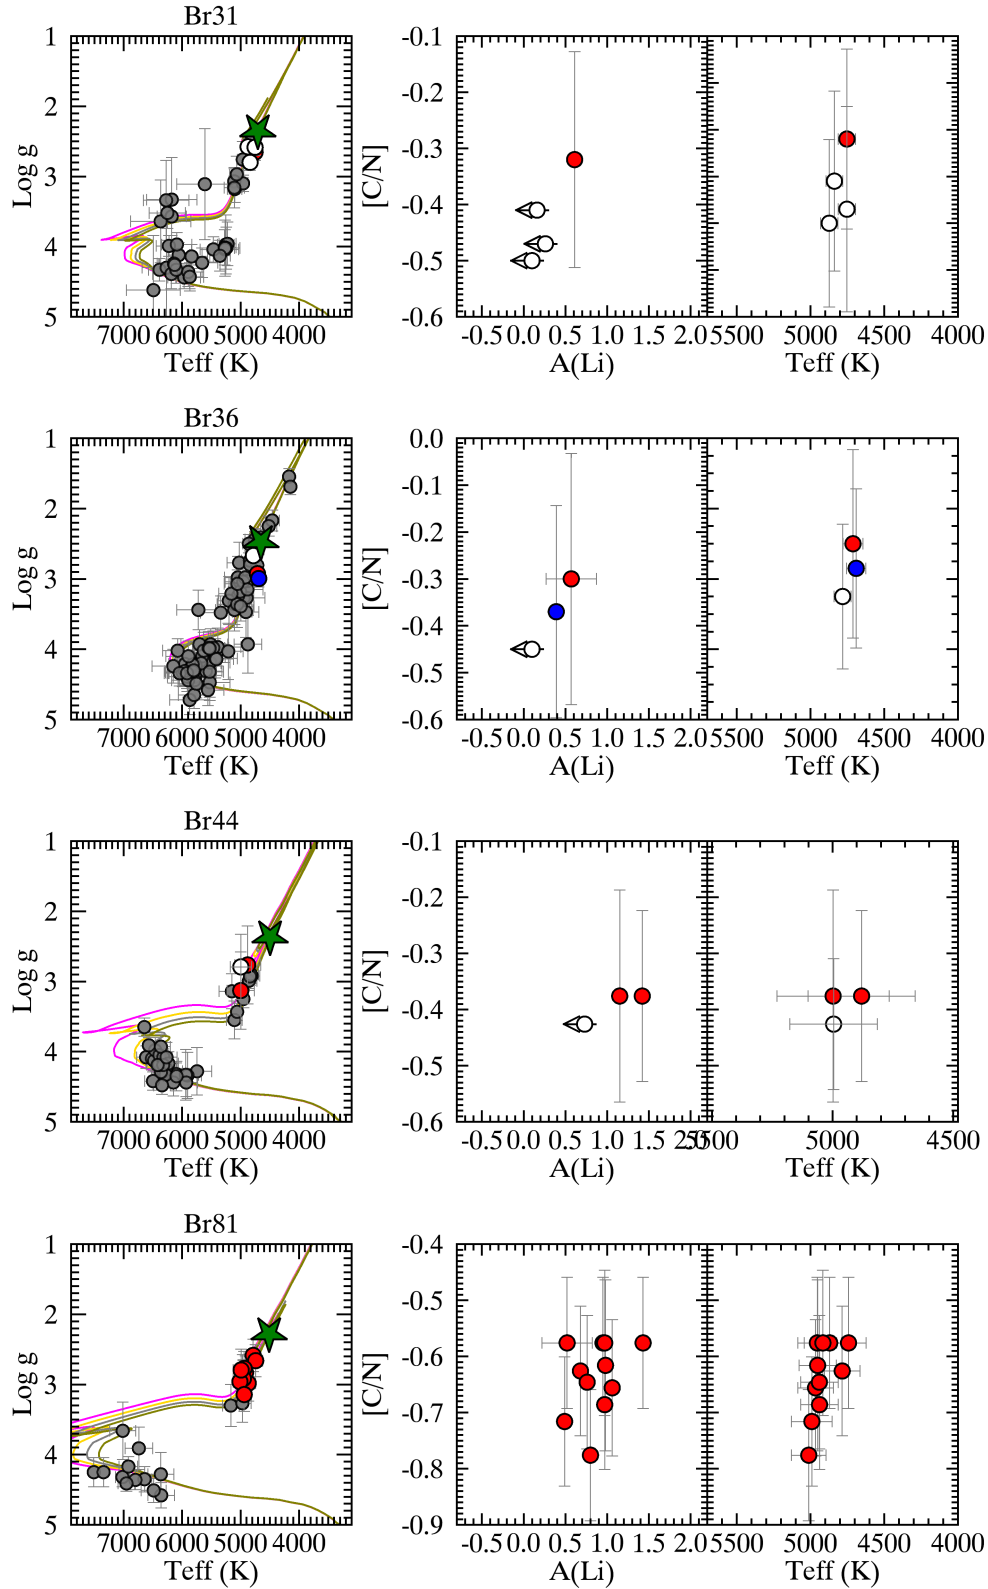 Br31
1
2
3
4
5
Log g
7000 6000 5000 4000
Teff (K)
-0.1
-0.2
-0.3
-0.4
-0.5
-0.6
[C/N]
-0.5 0.0 0.5 1.0 1.5 2.0
A(Li)
5500 5000 4500 4000
Teff (K)
Br36
1
2
3
4
5
Log g
7000 6000 5000 4000
Teff (K)
0.0
-0.1
-0.2
-0.3
-0.4
-0.5
-0.6
[C/N]
-0.5 0.0 0.5 1.0 1.5 2.0
A(Li)
5500 5000 4500 4000
Teff (K)
Br44
1
2
3
4
5
Log g
7000 6000 5000 4000
Teff (K)
-0.1
-0.2
-0.3
-0.4
-0.5
-0.6
[C/N]
-0.5 0.0 0.5 1.0 1.5 2.0
A(Li)
5500 5000 4500
Teff (K)
Br81
1
2
3
4
5
Log g
7000 6000 5000 4000
Teff (K)
-0.4
-0.5
-0.6
-0.7
-0.8
-0.9
[C/N]
-0.5 0.0 0.5 1.0 1.5 2.0
A(Li)
5500 5000 4500 4000
Teff (K)